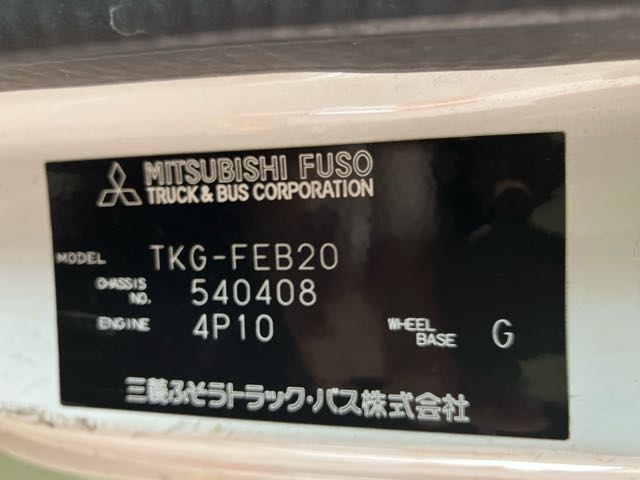 MITSUBISHI FUSO
TRUCK & BUS CORPORATION
MODEL TKG-FEB20
CHASSIS NO. 540408
ENGINE 4P10 WHEEL BASE G
三菱ふそうトラック・バス株式会社